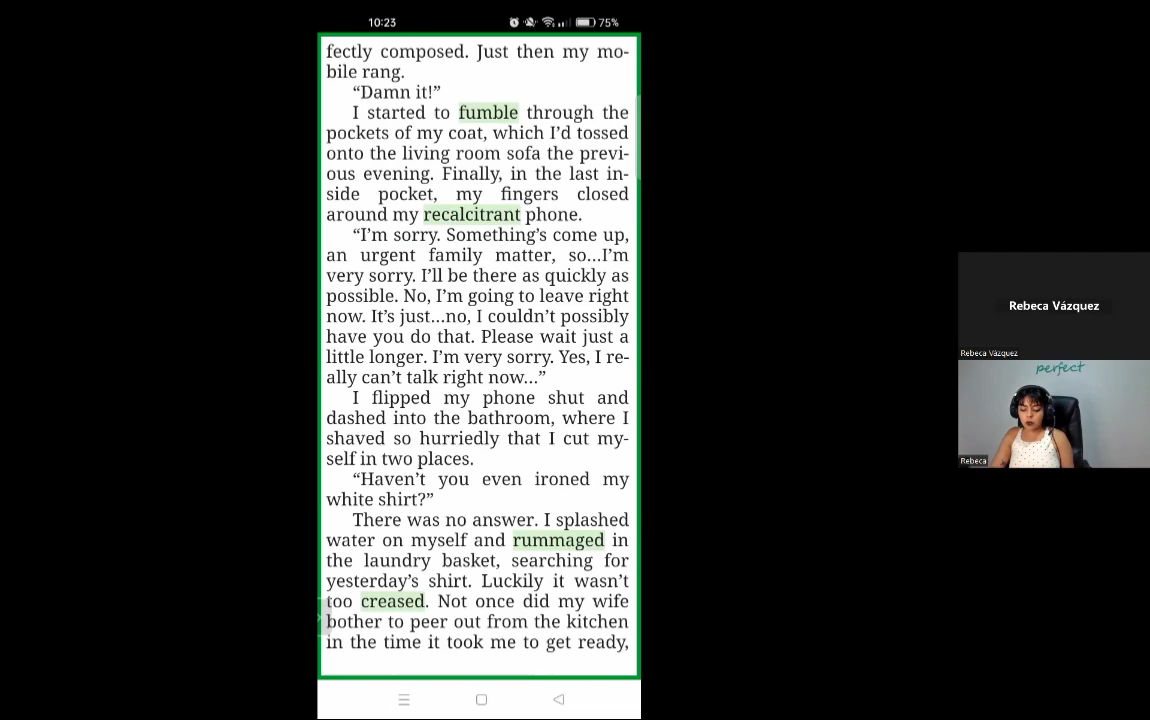 10:23
75%
fectly composed. Just then my mo-
bile rang.
“Damn it!”
I started to fumble through the
pockets of my coat, which I’d tossed
onto the living room sofa the previ-
ous evening. Finally, in the last in-
side pocket, my fingers closed
around my recalcitrant phone.
“I’m sorry. Something’s come up,
an urgent family matter, so…I’m
very sorry. I’ll be there as quickly as
possible. No, I’m going to leave right
now. It’s just…no, I couldn’t possibly
have you do that. Please wait just a
little longer. I’m very sorry. Yes, I re-
ally can’t talk right now…”
I flipped my phone shut and
dashed into the bathroom, where I
shaved so hurriedly that I cut my-
self in two places.
“Haven’t you even ironed my
white shirt?”
There was no answer. I splashed
water on myself and rummaged in
the laundry basket, searching for
yesterday’s shirt. Luckily it wasn’t
too creased. Not once did my wife
bother to peer out from the kitchen
in the time it took me to get ready,
Rebeca Vázquez
Rebeca Vázquez
perfect
Rebeca